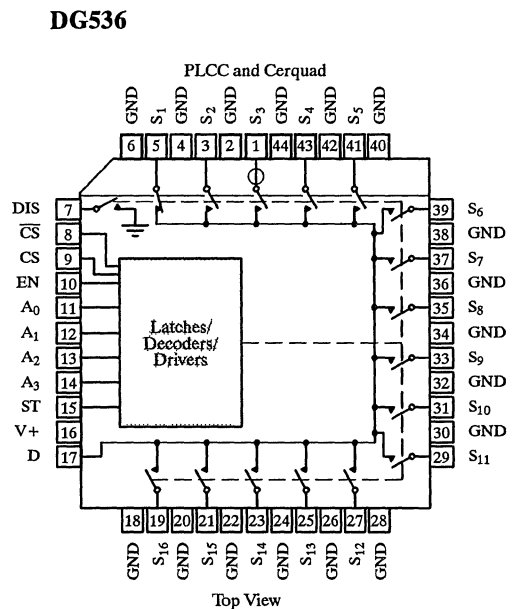 DG536
PLCC and Cerquad
GND S1 GND S2 GND S3 GND S4 GND S5 GND
6 5 4 3 2 1 44 43 42 41 40
DIS 7
C̅S̅ 8
CS 9
EN 10
A0 11
A1 12
A2 13
A3 14
ST 15
V+ 16
D 17
Latches/
Decoders/
Drivers
39 S6
38 GND
37 S7
36 GND
35 S8
34 GND
33 S9
32 GND
31 S10
30 GND
29 S11
18 19 20 21 22 23 24 25 26 27 28
GND S16 GND S15 GND S14 GND S13 GND S12 GND
Top View